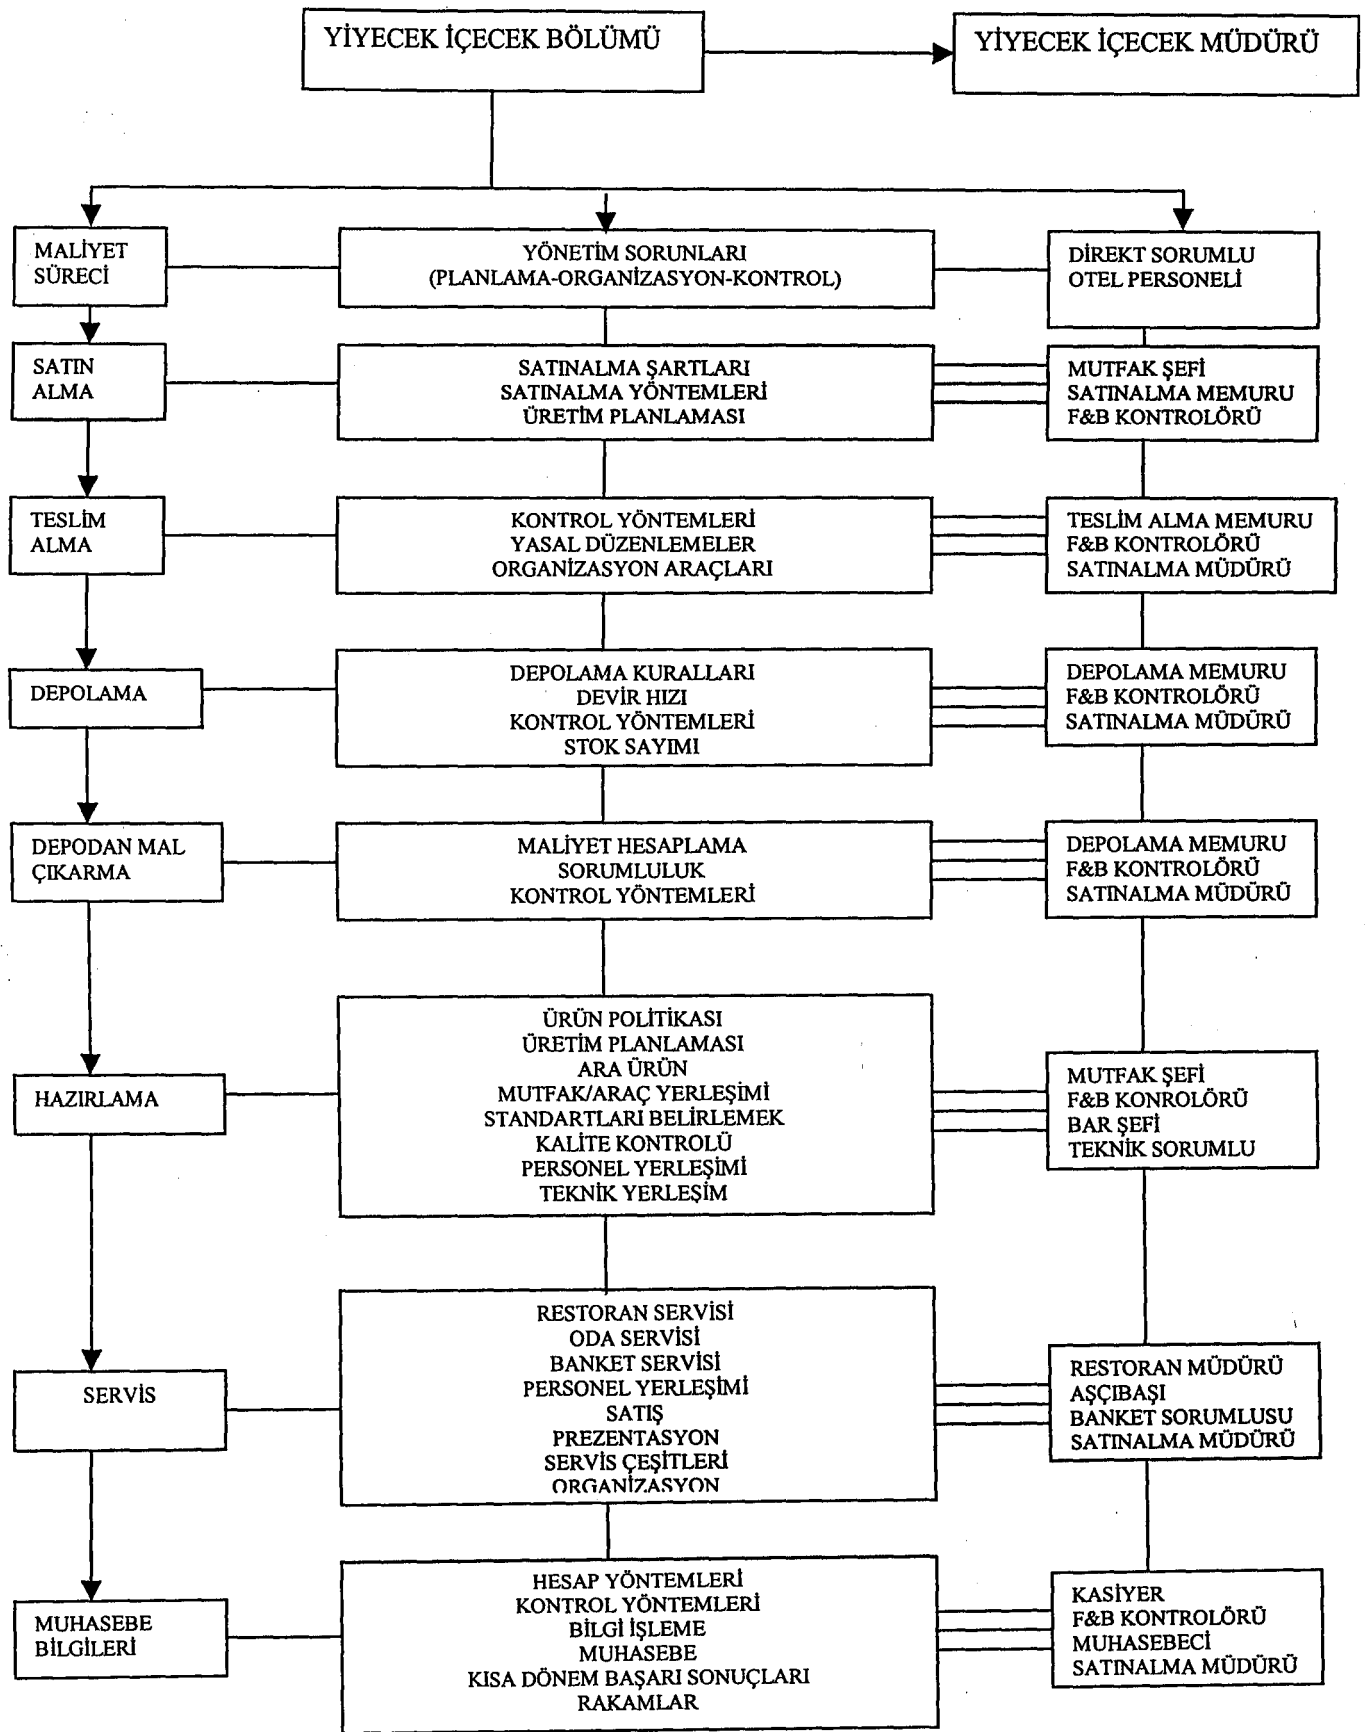 YİYECEK İÇECEK BÖLÜMÜ
YİYECEK İÇECEK MÜDÜRÜ
MALİYET
SÜRECİ
YÖNETİM SORUNLARI
(PLANLAMA-ORGANİZASYON-KONTROL)
DİREKT SORUMLU
OTEL PERSONELİ
SATIN
ALMA
SATINALMA ŞARTLARI
SATINALMA YÖNTEMLERİ
ÜRETİM PLANLAMASI
MUTFAK ŞEFİ
SATINALMA MEMURU
F&B KONTROLÖRÜ
TESLİM
ALMA
KONTROL YÖNTEMLERİ
YASAL DÜZENLEMELER
ORGANİZASYON ARAÇLARI
TESLİM ALMA MEMURU
F&B KONTROLÖRÜ
SATINALMA MÜDÜRÜ
DEPOLAMA
DEPOLAMA KURALLARI
DEVİR HIZI
KONTROL YÖNTEMLERİ
STOK SAYIMI
DEPOLAMA MEMURU
F&B KONTROLÖRÜ
SATINALMA MÜDÜRÜ
DEPODAN MAL
ÇIKARMA
MALİYET HESAPLAMA
SORUMLULUK
KONTROL YÖNTEMLERİ
DEPOLAMA MEMURU
F&B KONTROLÖRÜ
SATINALMA MÜDÜRÜ
HAZIRLAMA
ÜRÜN POLİTİKASI
ÜRETİM PLANLAMASI
ARA ÜRÜN
MUTFAK/ARAÇ YERLEŞİMİ
STANDARTLARI BELİRLEMEK
KALİTE KONTROLÜ
PERSONEL YERLEŞİMİ
TEKNİK YERLEŞİM
MUTFAK ŞEFİ
F&B KONROLÖRÜ
BAR ŞEFİ
TEKNİK SORUMLU
SERVİS
RESTORAN SERVİSİ
ODA SERVİSİ
BANKET SERVİSİ
PERSONEL YERLEŞİMİ
SATIŞ
PREZENTASYON
SERVİS ÇEŞİTLERİ
ORGANİZASYON
RESTORAN MÜDÜRÜ
AŞÇIBAŞI
BANKET SORUMLUSU
SATINALMA MÜDÜRÜ
MUHASEBE
BİLGİLERİ
HESAP YÖNTEMLERİ
KONTROL YÖNTEMLERİ
BİLGİ İŞLEME
MUHASEBE
KISA DÖNEM BAŞARI SONUÇLARI
RAKAMLAR
KASİYER
F&B KONTROLÖRÜ
MUHASEBECİ
SATINALMA MÜDÜRÜ